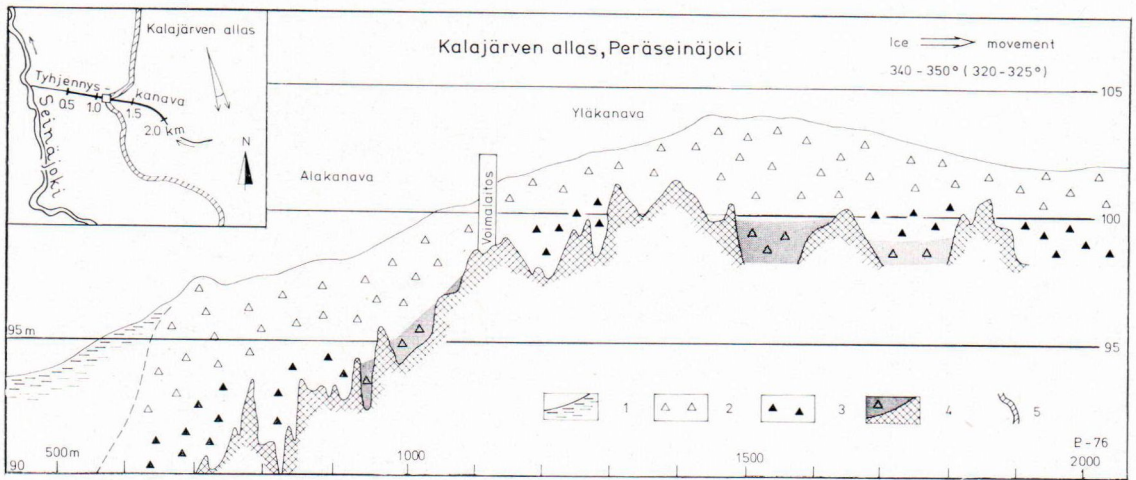 Kalajärven allas
Tyhjennys-
kanava
0.5 1.0 1.5
2.0 km
Seinäjoki
N
Kalajärven allas, Peräseinäjoki
Ice movement
340-350° (320-325°)
105
Yläkanava
Alakanava
Voimalaitos
100
95 m
95
1 2 3 4 5
90 500m 1000 1500 2000